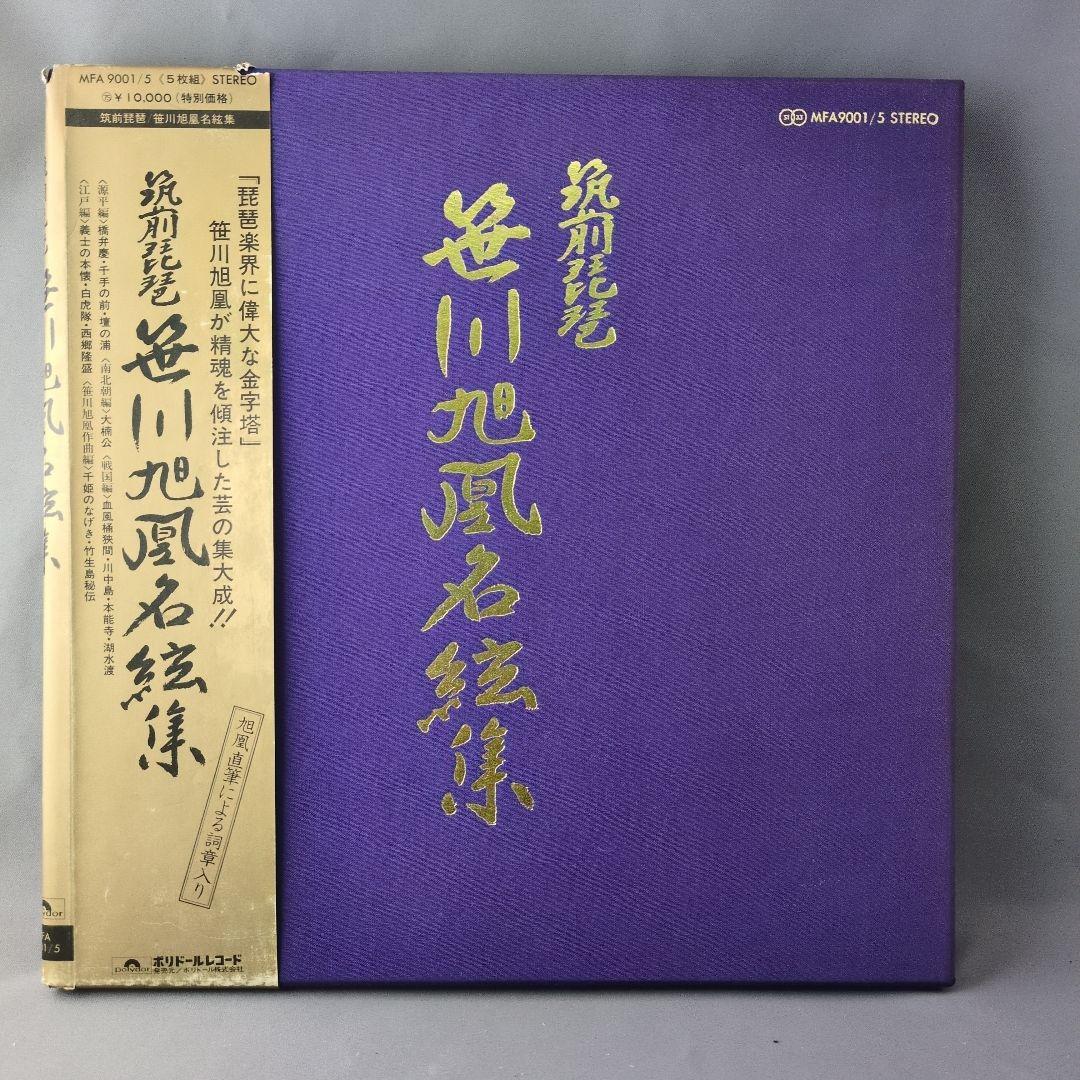 MFA 9001/5 《5枚組》 STEREO
㋄¥10,000(特別価格)
筑前琵琶/笹川旭凰名絃集
「琵琶楽界に偉大な金字塔」
笹川旭凰が精魂を傾注した芸の集大成!!
筑前琵琶 笹川旭凰名絃集
〈源平編〉橋弁慶・千手の前・壇の浦〈南北朝編〉大楠公〈戦国編〉血風桶狭間・川中島・本能寺・湖水渡
〈江戸編〉義士の本懐・白虎隊・西郷隆盛〈笹川旭凰作曲編〉千姫のなげき・竹生島秘伝
旭凰直筆による詞章入り
polydor
ポリドールレコード
発売元/ポリドール株式会社
MFA9001/5 STEREO
筑前琵琶
笹川旭凰名絃集